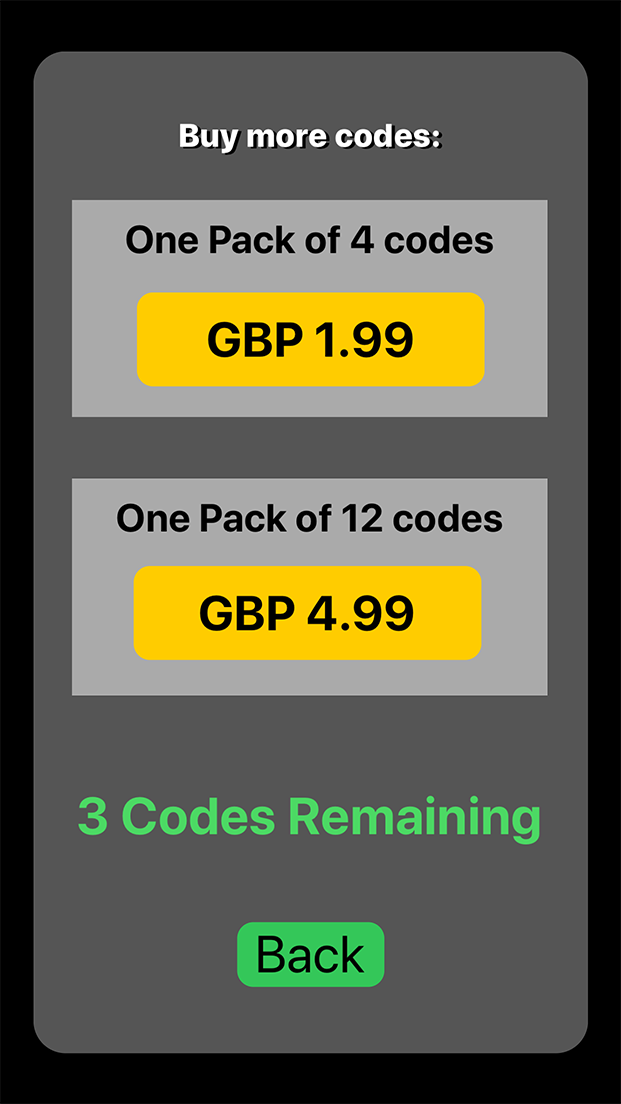 Buy more codes:
One Pack of 4 codes
GBP 1.99
One Pack of 12 codes
GBP 4.99
3 Codes Remaining
Back